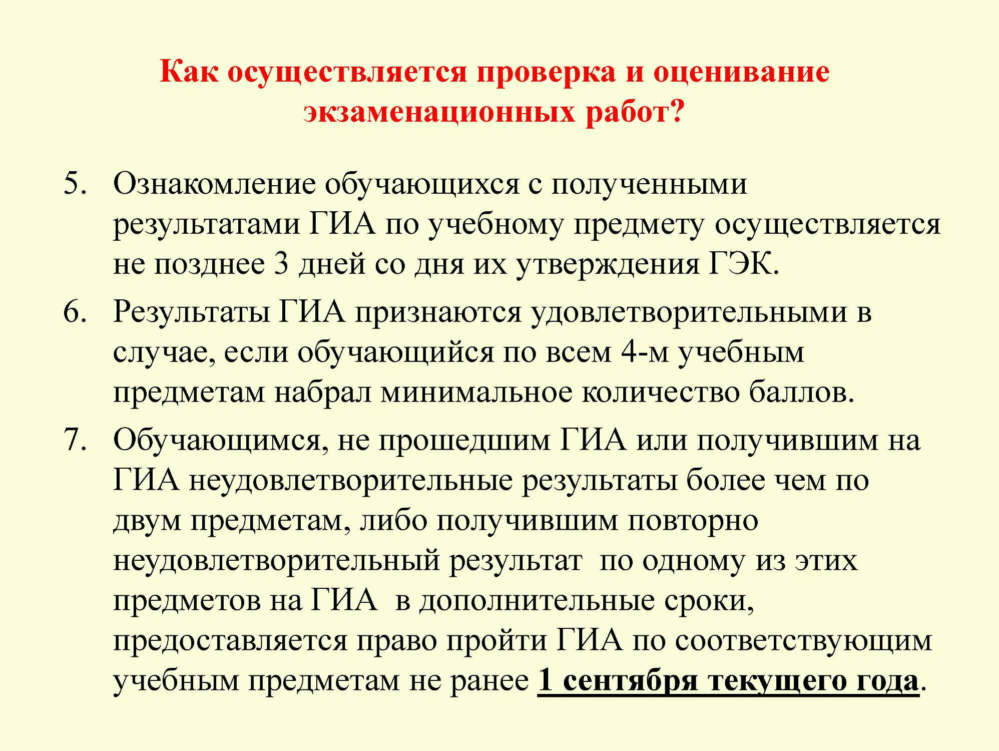 Как осуществляется проверка и оценивание
экзаменационных работ?
5. Ознакомление обучающихся с полученными
результатами ГИА по учебному предмету осуществляется
не позднее 3 дней со дня их утверждения ГЭК.
6. Результаты ГИА признаются удовлетворительными в
случае, если обучающийся по всем 4-м учебным
предметам набрал минимальное количество баллов.
7. Обучающимся, не прошедшим ГИА или получившим на
ГИА неудовлетворительные результаты более чем по
двум предметам, либо получившим повторно
неудовлетворительный результат по одному из этих
предметов на ГИА в дополнительные сроки,
предоставляется право пройти ГИА по соответствующим
учебным предметам не ранее 1 сентября текущего года.